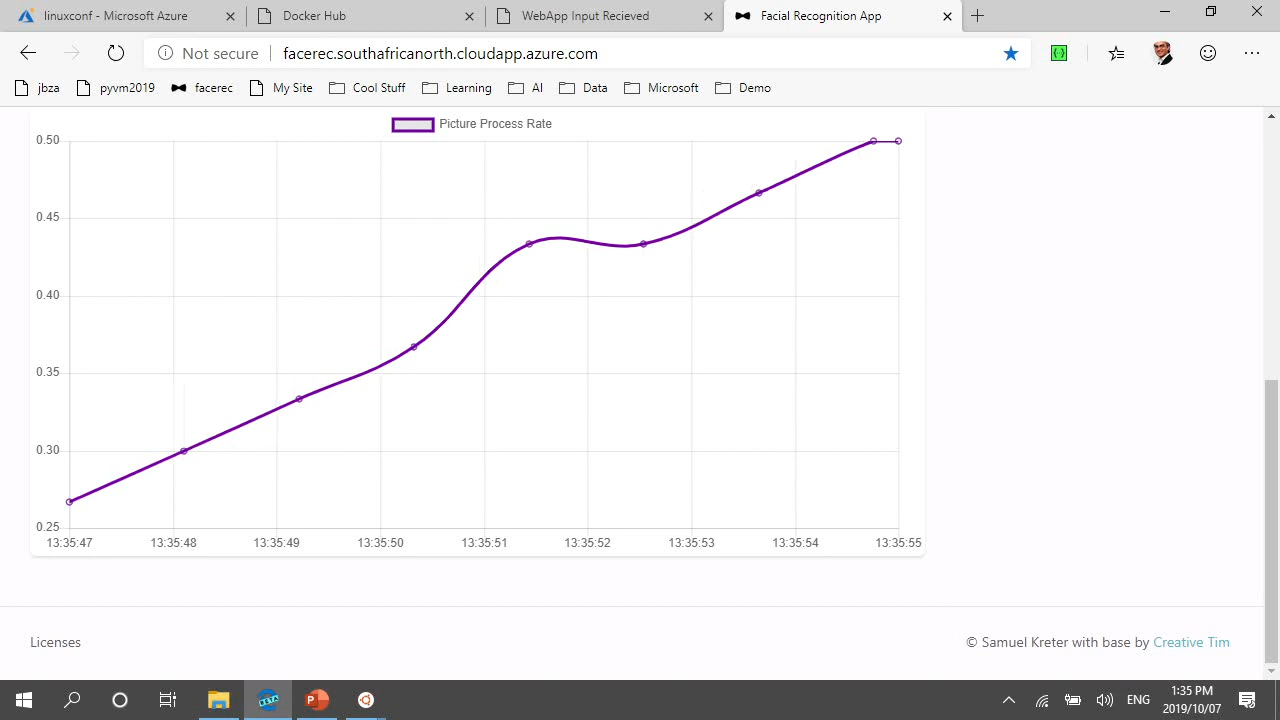 linuxconf - Microsoft Azure
Docker Hub
WebApp Input Recieved
Facial Recognition App
Not secure
facerec.southafricanorth.cloudapp.azure.com
jbza
pyvm2019
facerec
My Site
Cool Stuff
Learning
AI
Data
Microsoft
Demo
Picture Process Rate
0.50
0.45
0.40
0.35
0.30
0.25
13:35:47 13:35:48 13:35:49 13:35:50 13:35:51 13:35:52 13:35:53 13:35:54 13:35:55
Licenses
© Samuel Kreter with base by Creative Tim
ENG
1:35 PM
2019/10/07